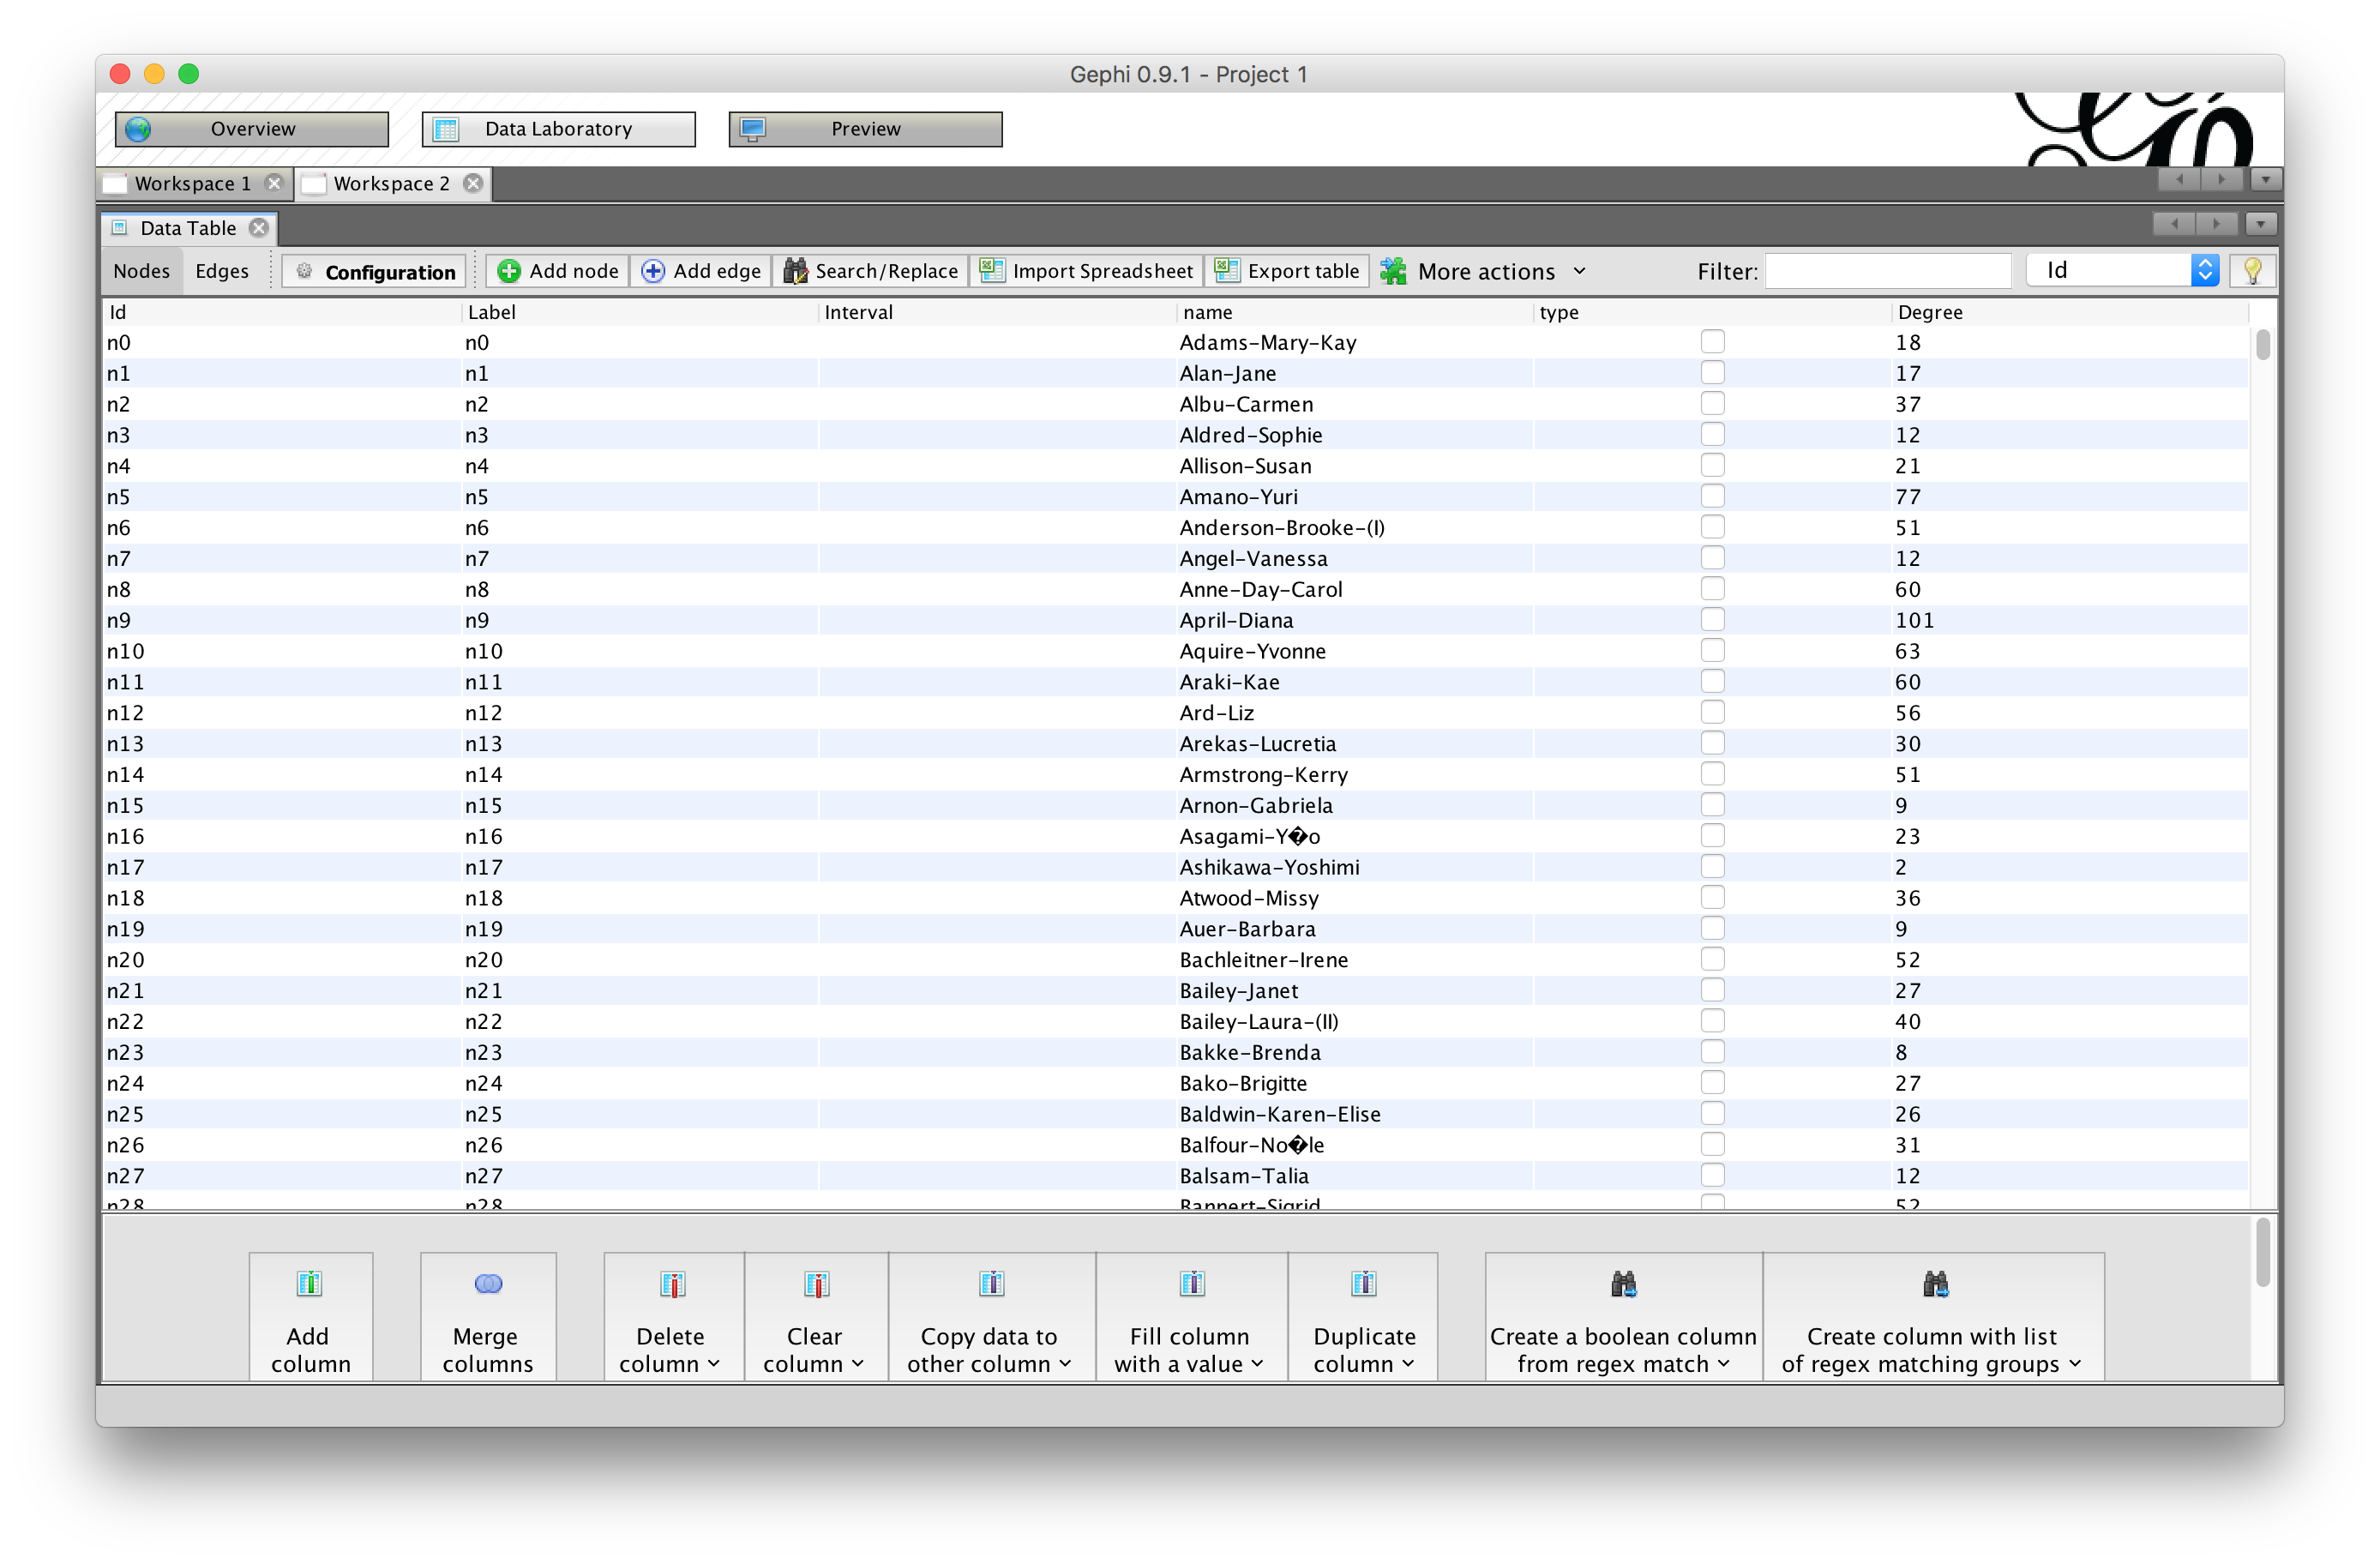 Gephi 0.9.1 - Project 1
Overview Data Laboratory Preview
Workspace 1 Workspace 2
Data Table
Nodes Edges Configuration Add node Add edge Search/Replace Import Spreadsheet Export table More actions Filter: Id
Id Label Interval name type Degree
n0 n0 Adams-Mary-Kay 18
n1 n1 Alan-Jane 17
n2 n2 Albu-Carmen 37
n3 n3 Aldred-Sophie 12
n4 n4 Allison-Susan 21
n5 n5 Amano-Yuri 77
n6 n6 Anderson-Brooke-(I) 51
n7 n7 Angel-Vanessa 12
n8 n8 Anne-Day-Carol 60
n9 n9 April-Diana 101
n10 n10 Aquire-Yvonne 63
n11 n11 Araki-Kae 60
n12 n12 Ard-Liz 56
n13 n13 Arekas-Lucretia 30
n14 n14 Armstrong-Kerry 51
n15 n15 Arnon-Gabriela 9
n16 n16 Asagami-Y�o 23
n17 n17 Ashikawa-Yoshimi 2
n18 n18 Atwood-Missy 36
n19 n19 Auer-Barbara 9
n20 n20 Bachleitner-Irene 52
n21 n21 Bailey-Janet 27
n22 n22 Bailey-Laura-(II) 40
n23 n23 Bakke-Brenda 8
n24 n24 Bako-Brigitte 27
n25 n25 Baldwin-Karen-Elise 26
n26 n26 Balfour-No�le 31
n27 n27 Balsam-Talia 12
n28 n28 Bannert-Sigrid 52
Add column
Merge columns
Delete column
Clear column
Copy data to other column
Fill column with a value
Duplicate column
Create a boolean column from regex match
Create column with list of regex matching groups